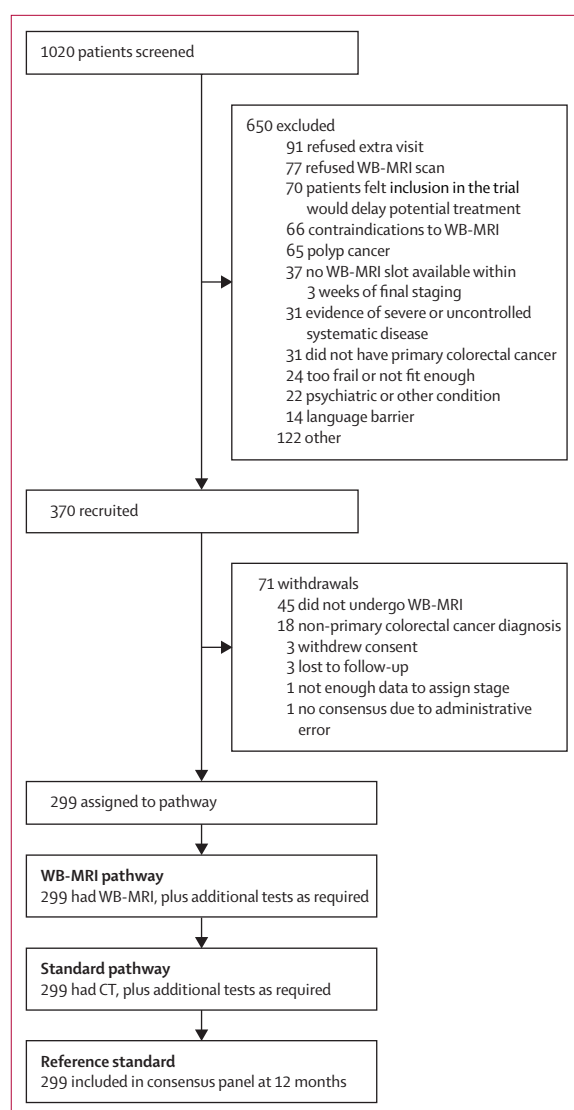 1020 patients screened
650 excluded
91 refused extra visit
77 refused WB-MRI scan
70 patients felt inclusion in the trial
would delay potential treatment
66 contraindications to WB-MRI
65 polyp cancer
37 no WB-MRI slot available within
3 weeks of final staging
31 evidence of severe or uncontrolled
systematic disease
31 did not have primary colorectal cancer
24 too frail or not fit enough
22 psychiatric or other condition
14 language barrier
122 other
370 recruited
71 withdrawals
45 did not undergo WB-MRI
18 non-primary colorectal cancer diagnosis
3 withdrew consent
3 lost to follow-up
1 not enough data to assign stage
1 no consensus due to administrative
error
299 assigned to pathway
WB-MRI pathway
299 had WB-MRI, plus additional tests as required
Standard pathway
299 had CT, plus additional tests as required
Reference standard
299 included in consensus panel at 12 months